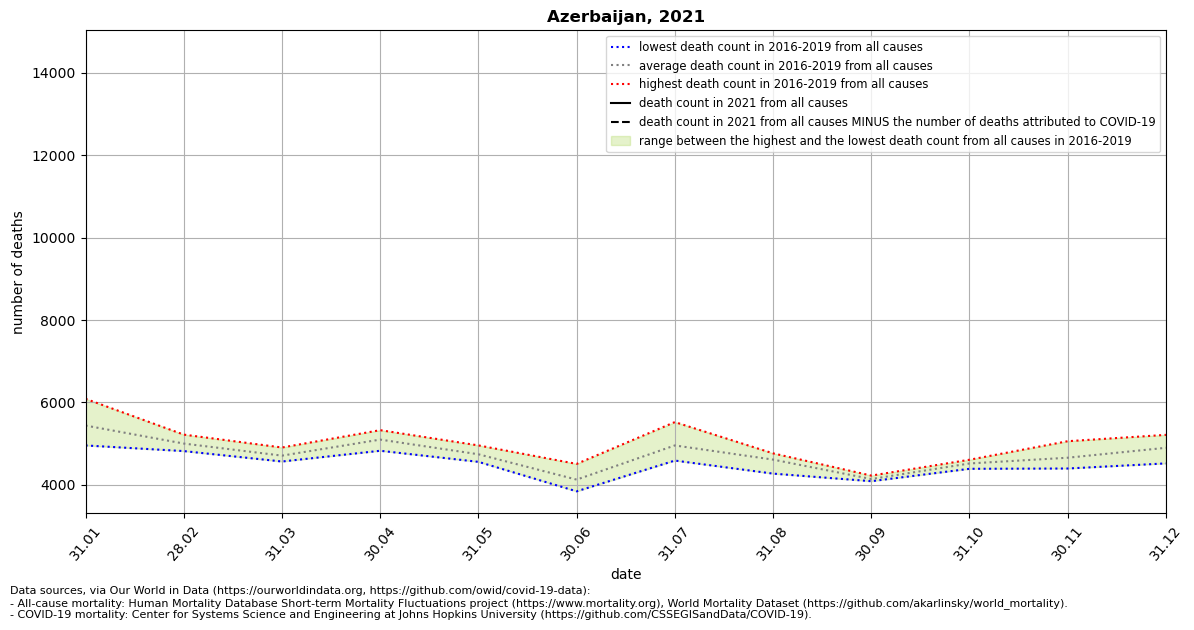 Azerbaijan, 2021
lowest death count in 2016-2019 from all causes
average death count in 2016-2019 from all causes
highest death count in 2016-2019 from all causes
death count in 2021 from all causes
death count in 2021 from all causes MINUS the number of deaths attributed to COVID-19
range between the highest and the lowest death count from all causes in 2016-2019
number of deaths
14000
12000
10000
8000
6000
4000
31.01 28.02 31.03 30.04 31.05 30.06 31.07 31.08 30.09 31.10 30.11 31.12
date
Data sources, via Our World in Data (https://ourworldindata.org, https://github.com/owid/covid-19-data):
- All-cause mortality: Human Mortality Database Short-term Mortality Fluctuations project (https://www.mortality.org), World Mortality Dataset (https://github.com/akarlinsky/world_mortality).
- COVID-19 mortality: Center for Systems Science and Engineering at Johns Hopkins University (https://github.com/CSSEGISandData/COVID-19).